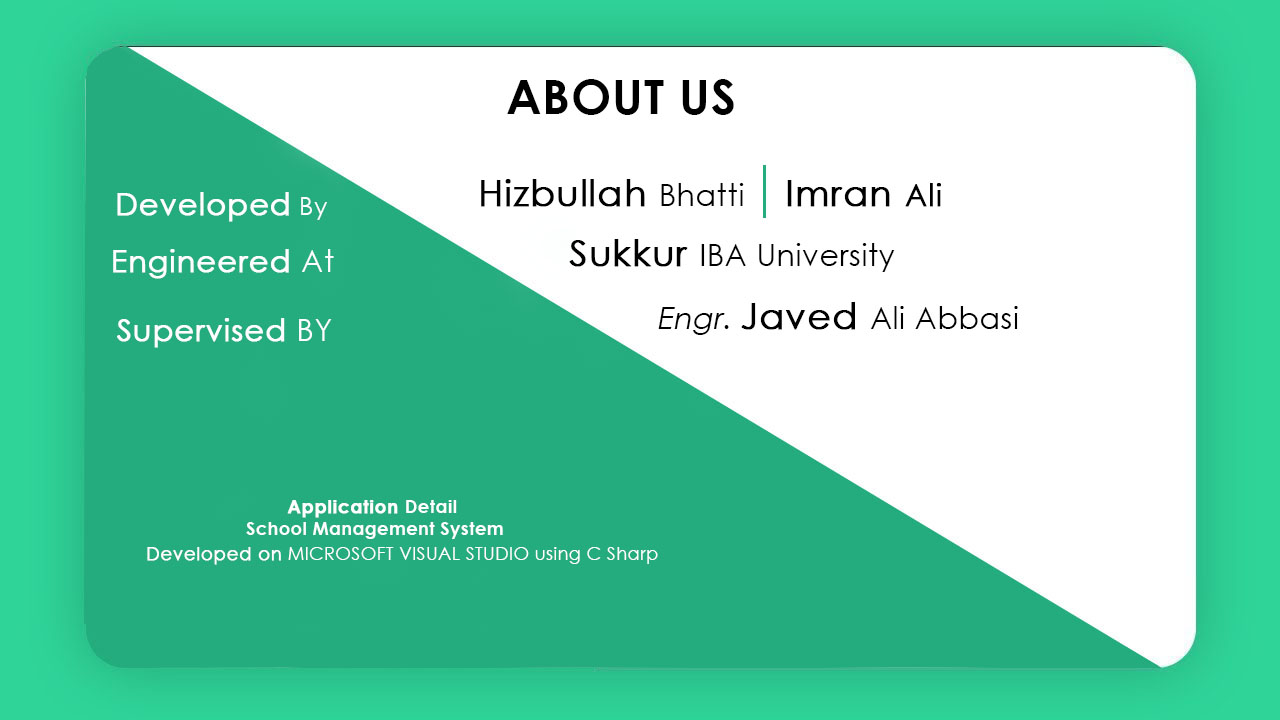 ABOUT US
Developed By Hizbullah Bhatti | Imran Ali
Engineered At Sukkur IBA University
Supervised BY Engr. Javed Ali Abbasi
Application Detail
School Management System
Developed on MICROSOFT VISUAL STUDIO using C Sharp